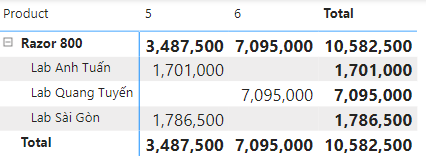 Product 5 6 Total
Razor 800 3,487,500 7,095,000 10,582,500
Lab Anh Tuấn 1,701,000 1,701,000
Lab Quang Tuyến 7,095,000 7,095,000
Lab Sài Gòn 1,786,500 1,786,500
Total 3,487,500 7,095,000 10,582,500